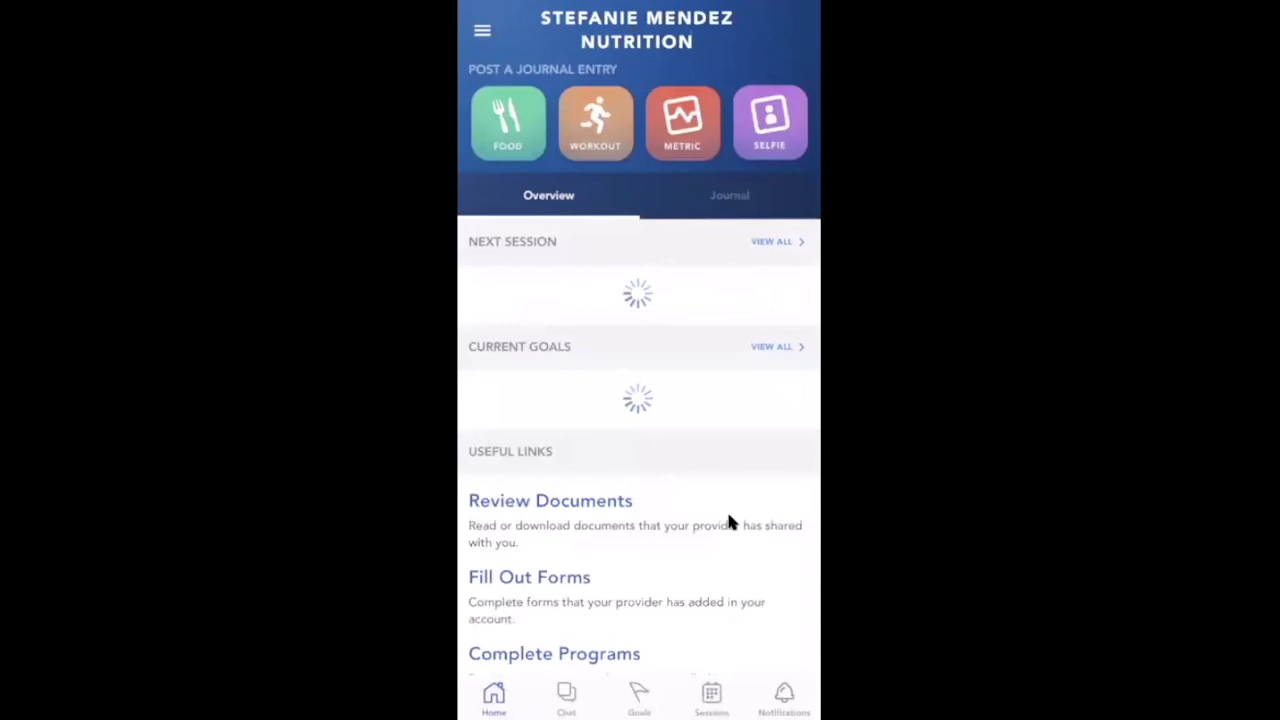 STEFANIE MENDEZ
NUTRITION
POST A JOURNAL ENTRY
FOOD
WORKOUT
METRIC
SELFIE
Overview
Journal
NEXT SESSION
VIEW ALL
CURRENT GOALS
VIEW ALL
USEFUL LINKS
Review Documents
Read or download documents that your provider has shared
with you.
Fill Out Forms
Complete forms that your provider has added in your
account.
Complete Programs
Home
Chat
Goals
Sessions
Notifications